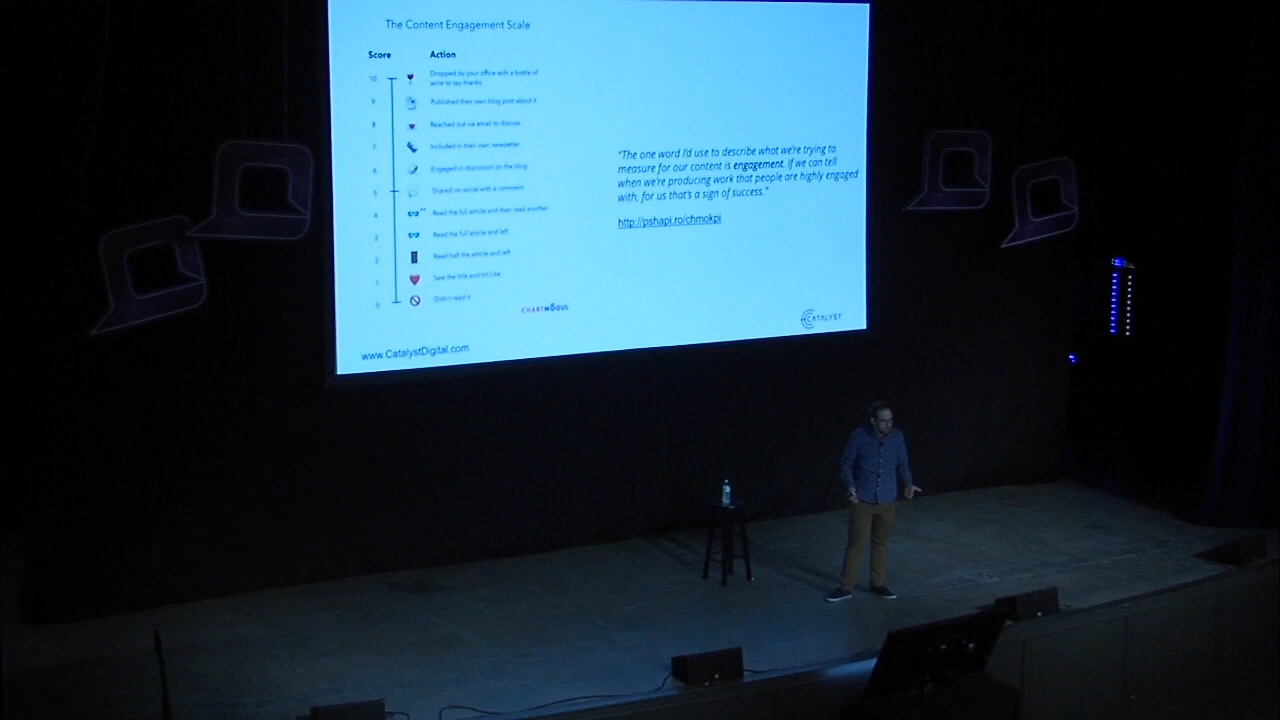 The Content Engagement Scale
Score Action
10 Dropped by your office with a bottle of
wine to say thanks
9 Published their own blog post about it
8 Reached out via email to discuss
7 Included in their own newsletter
6 Engaged in discussion on the blog
5 Shared on social with a comment
4 Read the full article and then read another
3 Read the full article and left
2 Read half the article and left
1 Saw the title and hit Like
0 Didn't read it
CHARTMOGUL
www.CatalystDigital.com
"The one word I'd use to describe what we're trying to
measure for our content is engagement. If we can tell
when we're producing work that people are highly engaged
with, for us that's a sign of success."
http://pshapi.ro/chmokpi
CATALYST